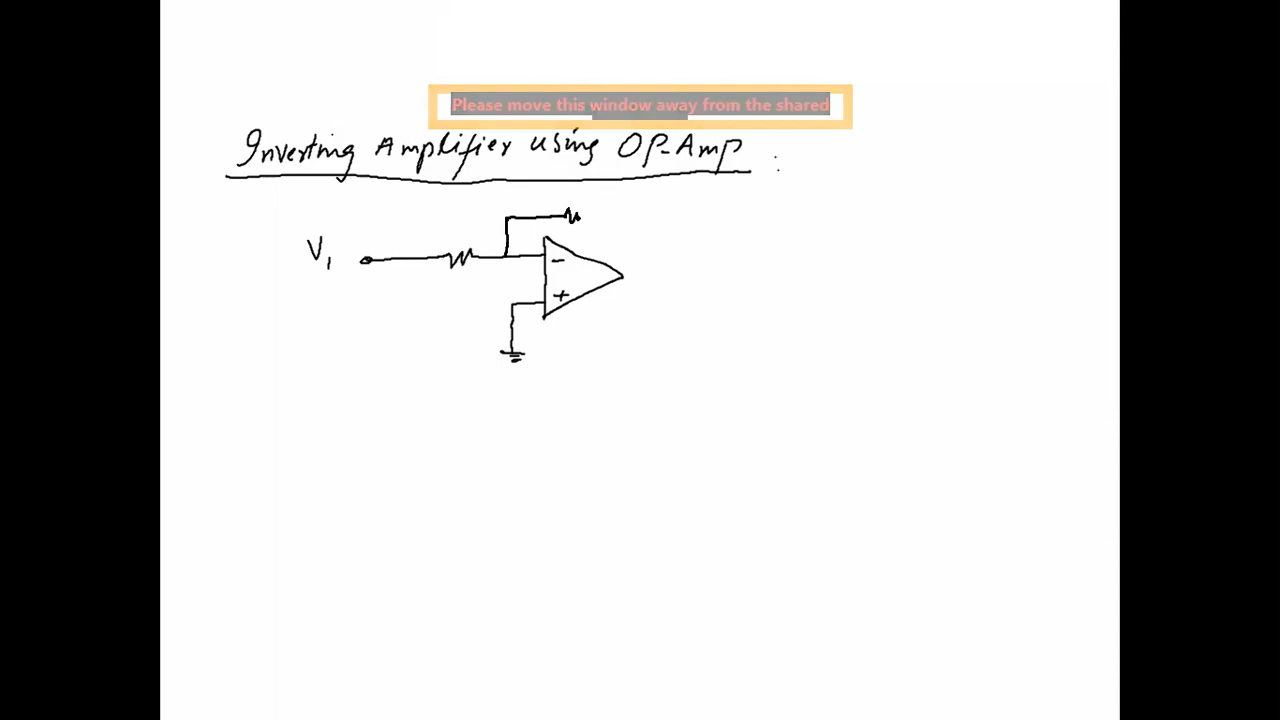 Please move this window away from the shared
Inverting Amplifier using OP-Amp :
V1
-
+